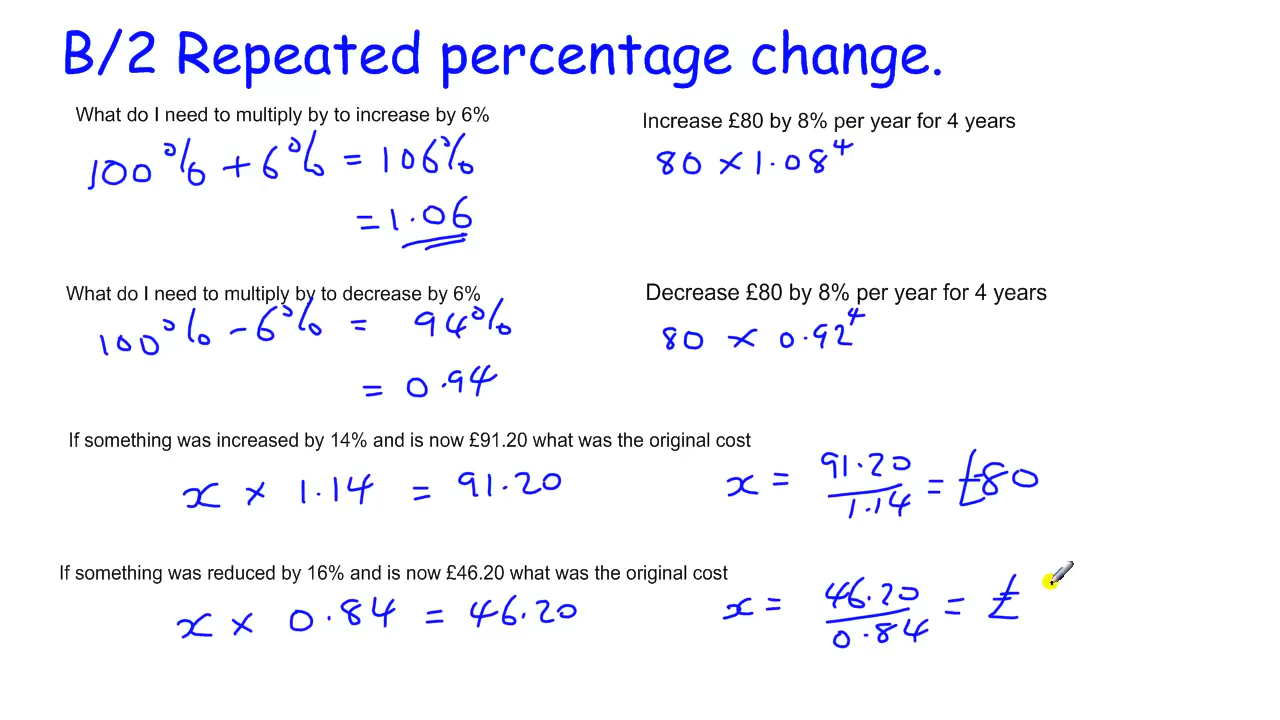 B/2 Repeated percentage change.
What do I need to multiply by to increase by 6%
100% + 6% = 106%
= 1.06
Increase £80 by 8% per year for 4 years
80 × 1.08⁴
What do I need to multiply by to decrease by 6%
100% - 6% = 94%
= 0.94
Decrease £80 by 8% per year for 4 years
80 × 0.92⁴
If something was increased by 14% and is now £91.20 what was the original cost
x × 1.14 = 91.20
x = 91.20/1.14 = £80
If something was reduced by 16% and is now £46.20 what was the original cost
x × 0.84 = 46.20
x = 46.20/0.84 = £